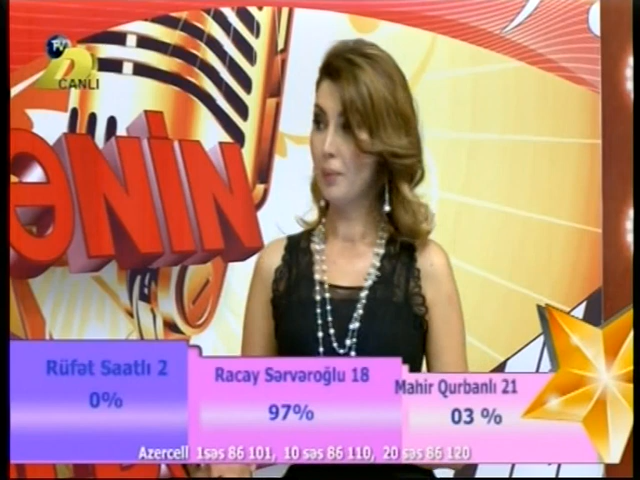 TV
2
CANLI
ƏNİN
Rüfət Saatlı 2
0%
Racay Sərvəroğlu 18
97%
Mahir Qurbanlı 21
03 %
Azercell 1səs 86 101, 10 səs 86 110, 20 səs 86 120